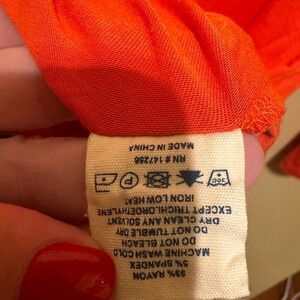 95% RAYON
5% SPANDEX
MACHINE WASH COLD
DO NOT BLEACH
DO NOT TUMBLE DRY
DRY CLEAN ANY SOLVENT
EXCEPT TRICHLOROETHYLENE
IRON LOW HEAT
RN # 147258
MADE IN CHINA